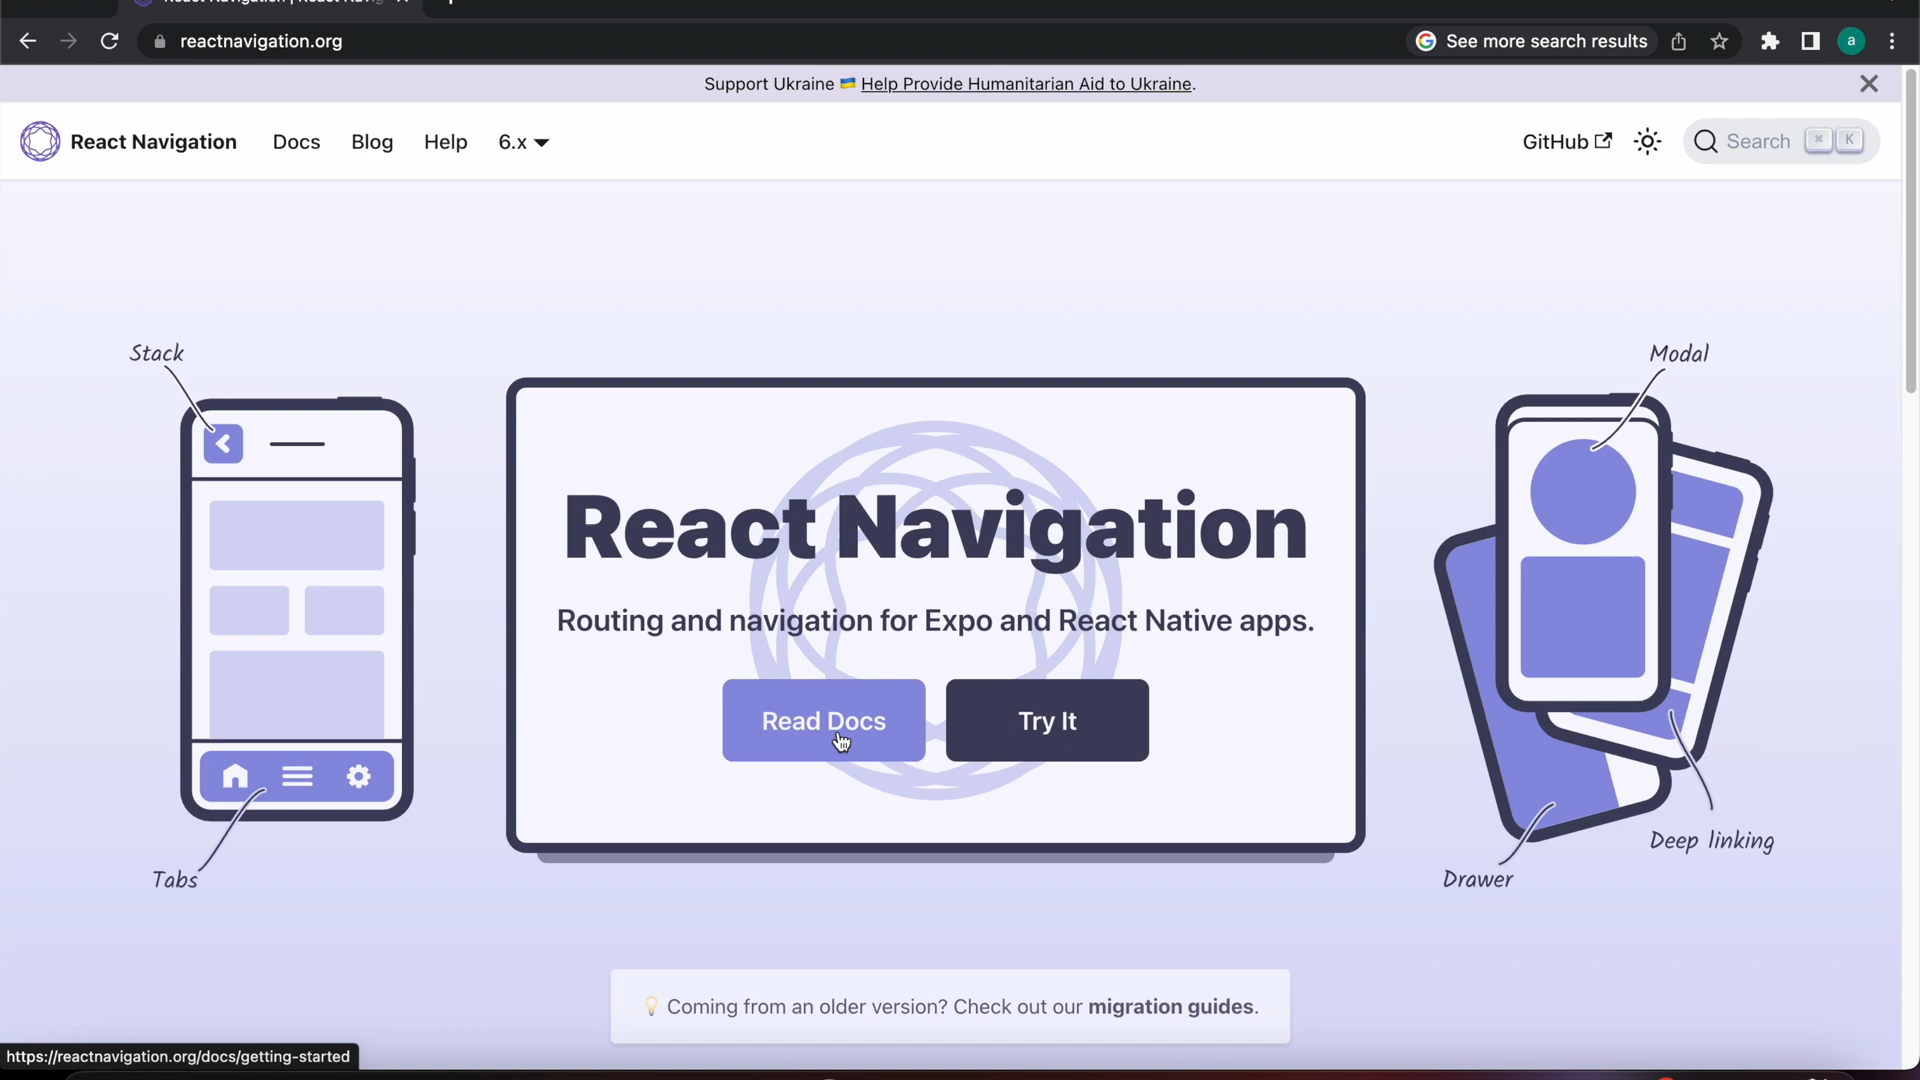 reactnavigation.org
See more search results
a
Support Ukraine 🇺🇦 Help Provide Humanitarian Aid to Ukraine.
React Navigation
Docs
Blog
Help
6.x
GitHub
Search
⌘
K
Stack
Modal
React Navigation
Routing and navigation for Expo and React Native apps.
Read Docs
Try It
Deep linking
Tabs
Drawer
💡 Coming from an older version? Check out our migration guides.
https://reactnavigation.org/docs/getting-started